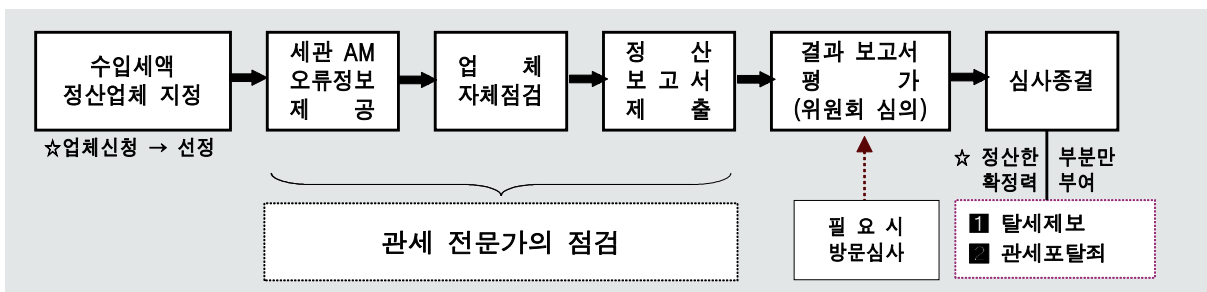 수입세액
정산업체 지정
☆업체신청 → 선정
세관 AM
오류정보
제 공
업 체
자체점검
정 산
보 고 서
제 출
결과 보고서
평 가
(위원회 심의)
심사종결
☆ 정산한 부분만
확정력 부여
관세 전문가의 점검
필 요 시
방문심사
1 탈세제보
2 관세포탈죄